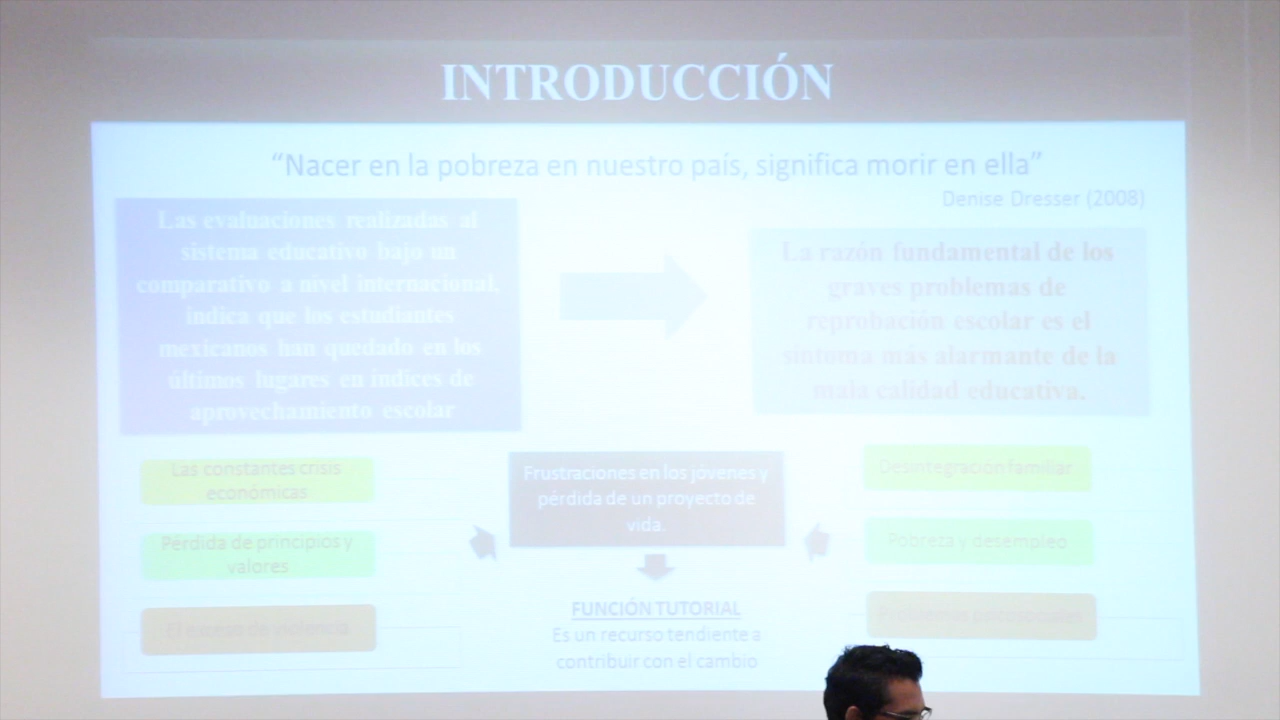 INTRODUCCIÓN
“Nacer en la pobreza en nuestro país, significa morir en ella”
Denise Dresser (2008)
Las evaluaciones realizadas al
sistema educativo bajo un
comparativo a nivel internacional,
indica que los estudiantes
mexicanos han quedado en los
últimos lugares en indices de
aprovechamiento escolar
La razón fundamental de los
graves problemas de
reprobación escolar es el
síntoma más alarmante de la
mala calidad educativa.
Las constantes crisis
económicas
Pérdida de principios y
valores
El exceso de violencia
Frustraciones en los jóvenes y
pérdida de un proyecto de
vida.
FUNCIÓN TUTORIAL
Es un recurso tendiente a
contribuir con el cambio
Desintegración familiar
Pobreza y desempleo
Problemas psicosociales